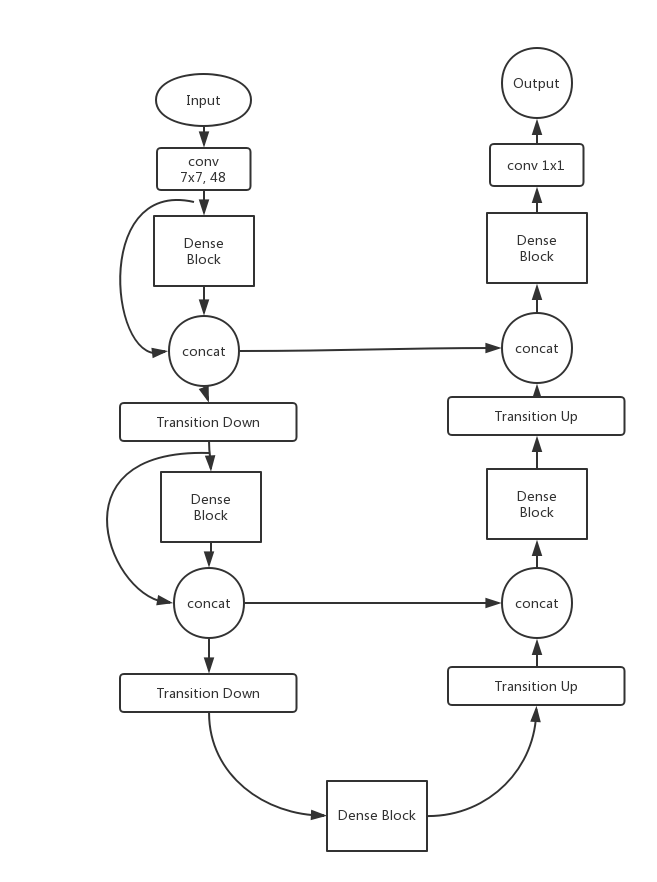 Input
conv
7x7, 48
Dense
Block
concat
Transition Down
Dense
Block
concat
Transition Down
Dense Block
Transition Up
concat
Dense
Block
Transition Up
concat
Dense
Block
conv 1x1
Output